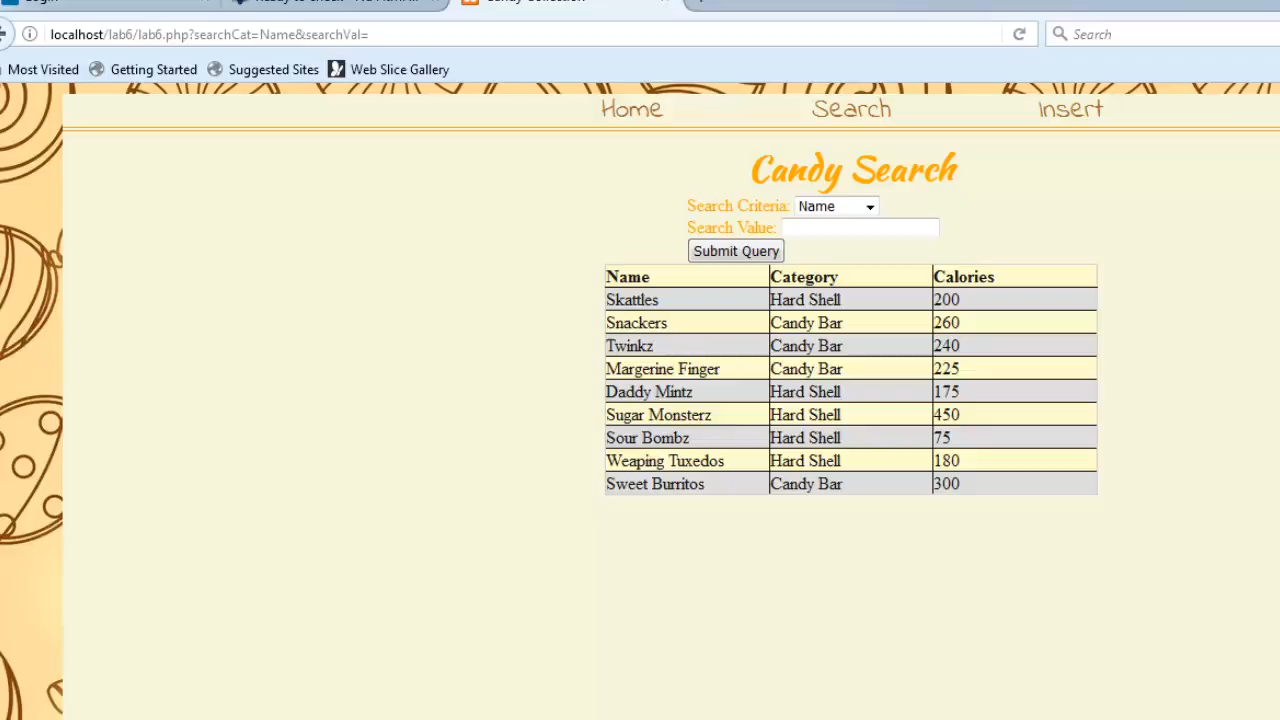 localhost/lab6/lab6.php?searchCat=Name&searchVal=
Search
Most Visited Getting Started Suggested Sites Web Slice Gallery
Home Search Insert
Candy Search
Search Criteria: Name
Search Value:
Submit Query
Name Category Calories
Skattles Hard Shell 200
Snackers Candy Bar 260
Twinkz Candy Bar 240
Margerine Finger Candy Bar 225
Daddy Mintz Hard Shell 175
Sugar Monsterz Hard Shell 450
Sour Bombz Hard Shell 75
Weaping Tuxedos Hard Shell 180
Sweet Burritos Candy Bar 300